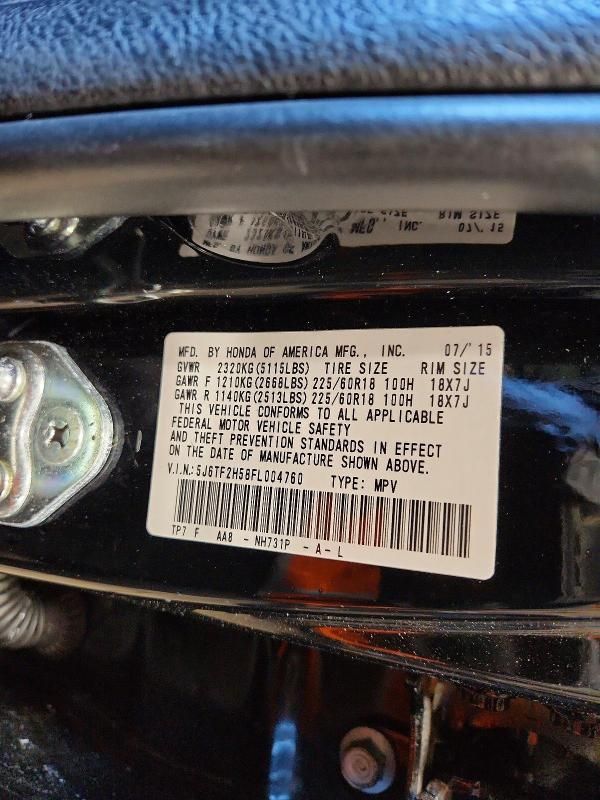 MFD. BY HONDA OF AMERICA MFG., INC. 07/'15
GVWR 2320KG(5115LBS) TIRE SIZE RIM SIZE
GAWR F 1210KG(2668LBS) 225/60R18 100H 18X7J
GAWR R 1140KG(2513LBS) 225/60R18 100H 18X7J
THIS VEHICLE CONFORMS TO ALL APPLICABLE
FEDERAL MOTOR VEHICLE SAFETY
AND THEFT PREVENTION STANDARDS IN EFFECT
ON THE DATE OF MANUFACTURE SHOWN ABOVE.
V.I.N.:5J6TF2H58FL004760 TYPE: MPV
TP7 F AA8 - NH731P - A - L